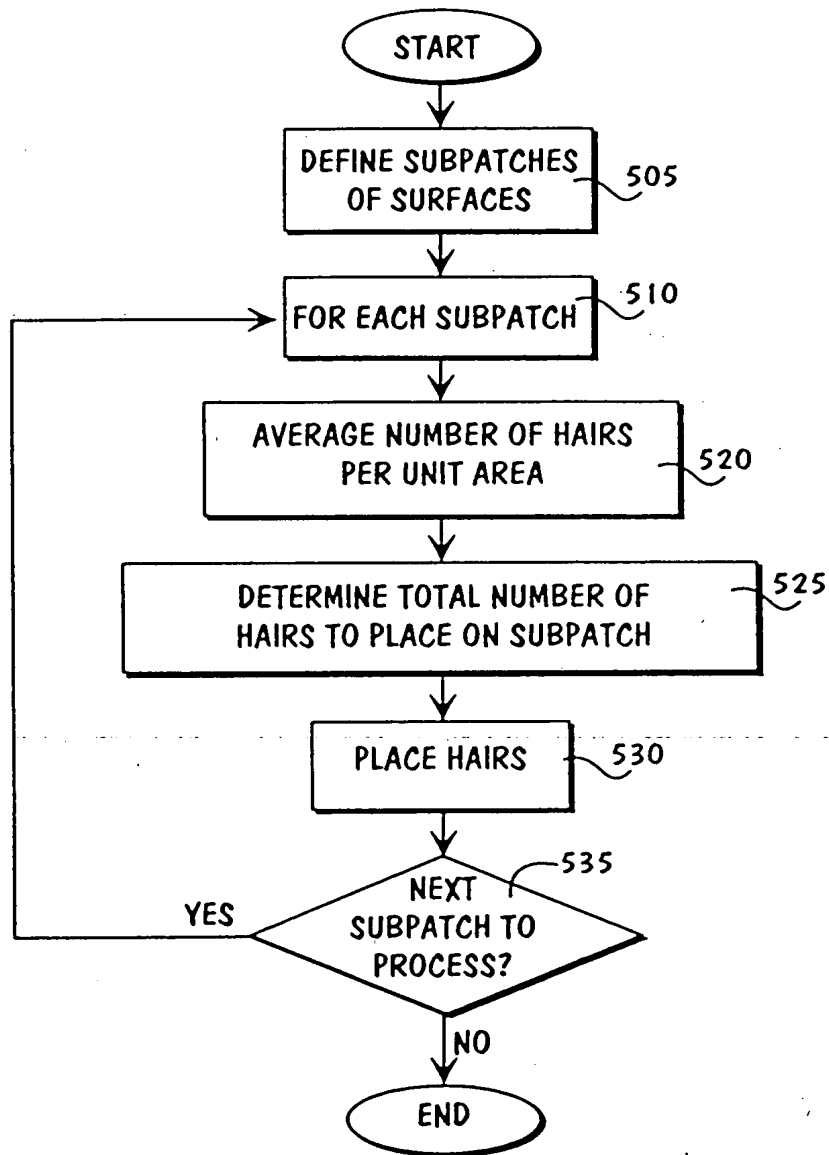 START
DEFINE SUBPATCHES
OF SURFACES
505
FOR EACH SUBPATCH
510
AVERAGE NUMBER OF HAIRS
PER UNIT AREA
520
DETERMINE TOTAL NUMBER OF
HAIRS TO PLACE ON SUBPATCH
525
PLACE HAIRS
530
NEXT
SUBPATCH TO
PROCESS?
535
YES
NO
END